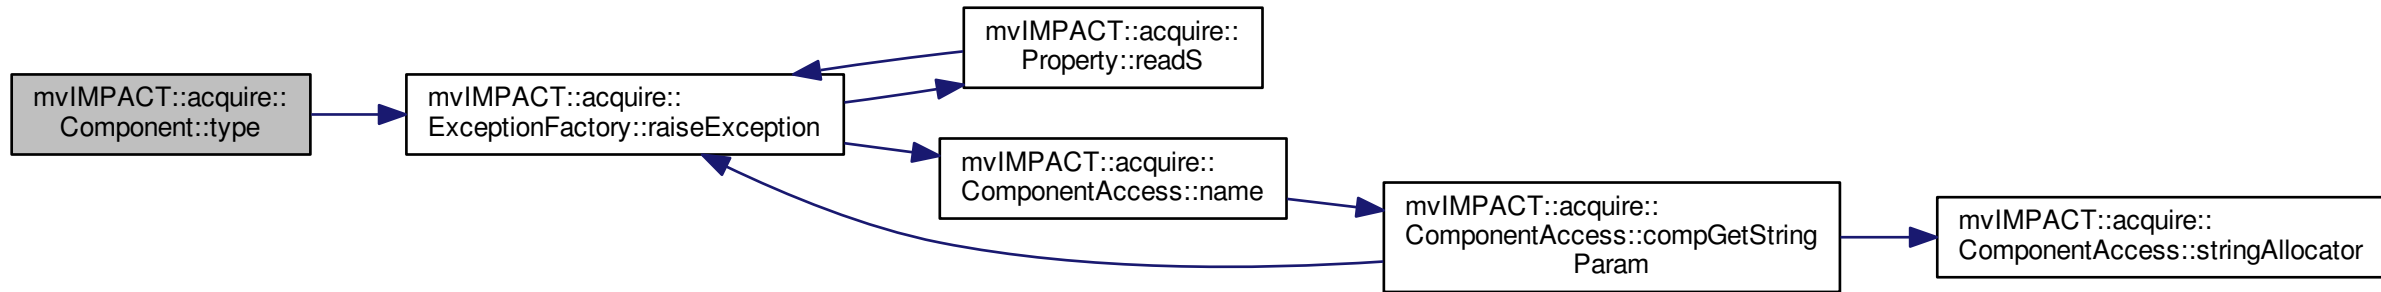 mvIMPACT::acquire::
Component::type
mvIMPACT::acquire::
ExceptionFactory::raiseException
mvIMPACT::acquire::
Property::readS
mvIMPACT::acquire::
ComponentAccess::name
mvIMPACT::acquire::
ComponentAccess::compGetString
Param
mvIMPACT::acquire::
ComponentAccess::stringAllocator